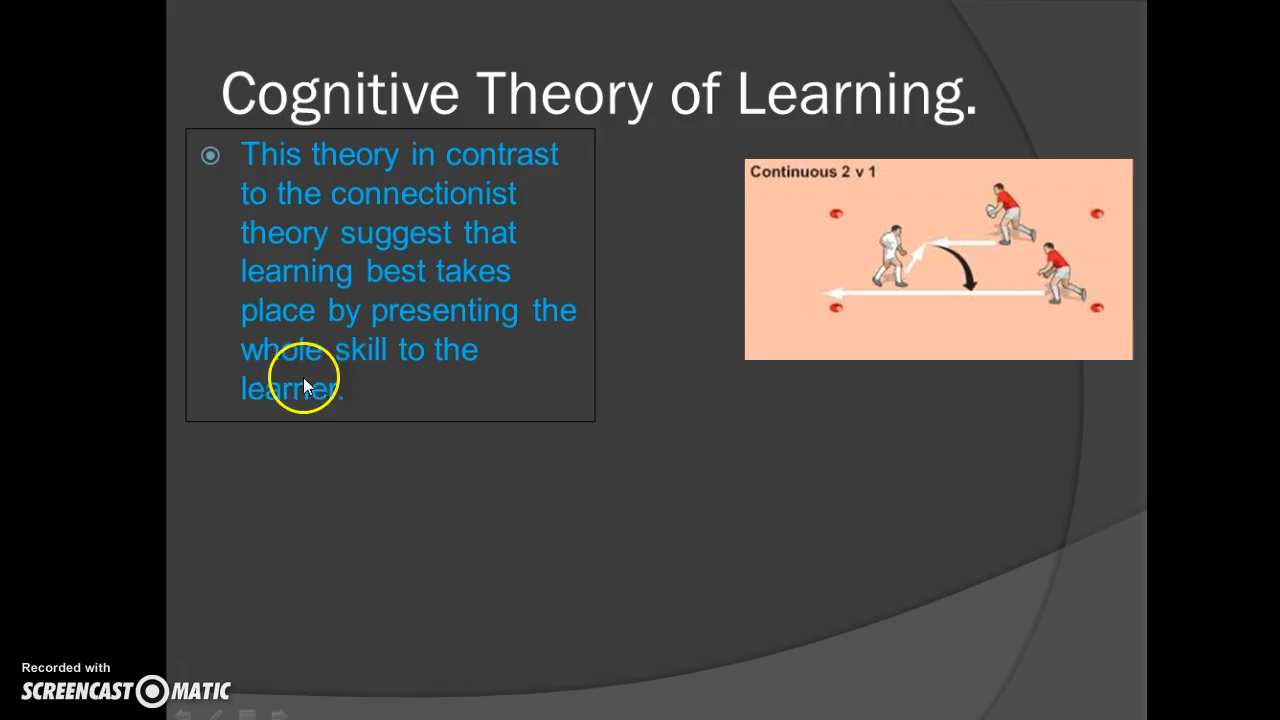 Cognitive Theory of Learning.
This theory in contrast
to the connectionist
theory suggest that
learning best takes
place by presenting the
whole skill to the
learner.
Continuous 2 v 1
Recorded with
SCREENCAST MATIC